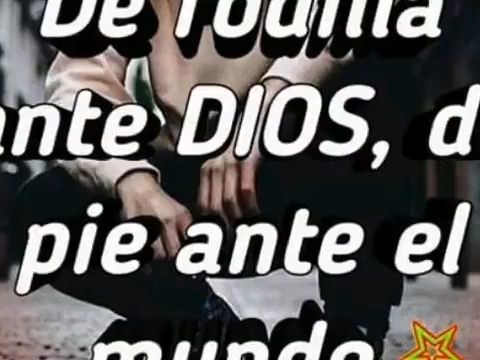 De rodilla
ante DIOS, d
pie ante el
mundo